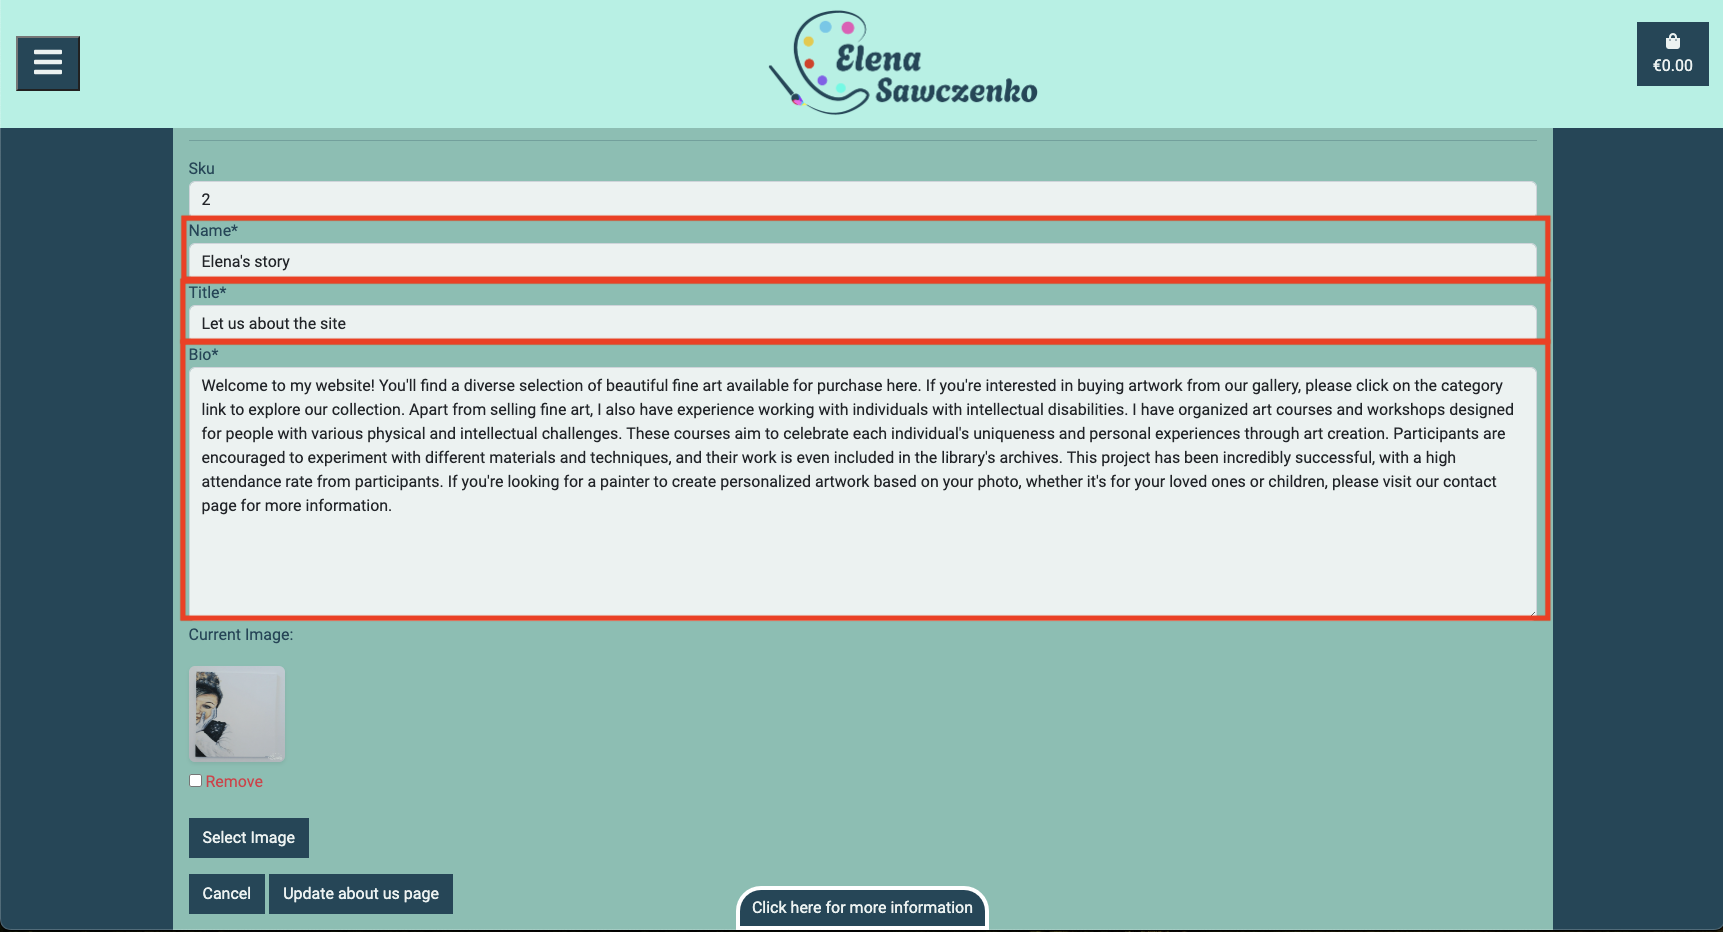 Elena
Sawczenko
€0.00
Sku
2
Name*
Elena's story
Title*
Let us about the site
Bio*
Welcome to my website! You'll find a diverse selection of beautiful fine art available for purchase here. If you're interested in buying artwork from our gallery, please click on the category
link to explore our collection. Apart from selling fine art, I also have experience working with individuals with intellectual disabilities. I have organized art courses and workshops designed
for people with various physical and intellectual challenges. These courses aim to celebrate each individual's uniqueness and personal experiences through art creation. Participants are
encouraged to experiment with different materials and techniques, and their work is even included in the library's archives. This project has been incredibly successful, with a high
attendance rate from participants. If you're looking for a painter to create personalized artwork based on your photo, whether it's for your loved ones or children, please visit our contact
page for more information.
Current Image:
Remove
Select Image
Cancel
Update about us page
Click here for more information